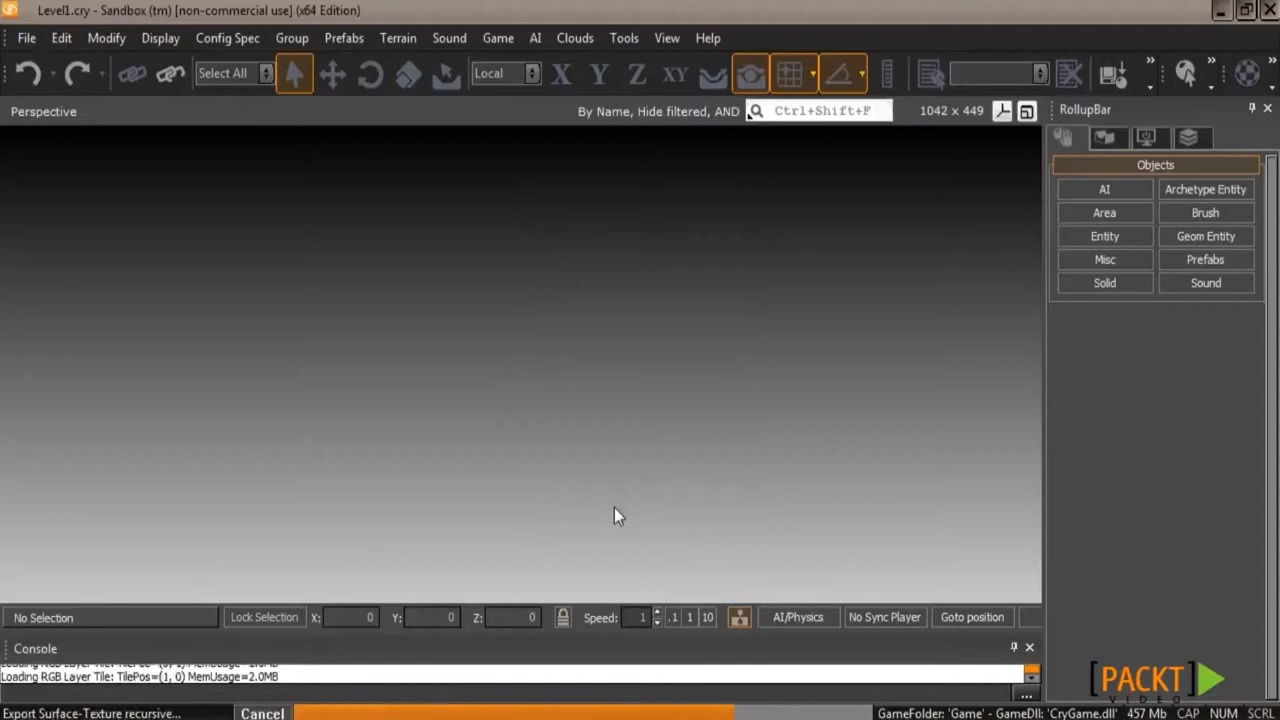 Level1.cry - Sandbox (tm) [non-commercial use] (x64 Edition)
File Edit Modify Display Config Spec Group Prefabs Terrain Sound Game AI Clouds Tools View Help
Select All Local X Y Z XY » » »
Perspective By Name, Hide filtered, AND Ctrl+Shift+F 1042 x 449 RollupBar
Objects
AI Archetype Entity
Area Brush
Entity Geom Entity
Misc Prefabs
Solid Sound
No Selection Lock Selection X: 0 Y: 0 Z: 0 Speed: 1 .1 1 10 AI/Physics No Sync Player Goto position
Console
Loading RGB Layer Tile: TilePos=(1, 0) MemUsage=2.0MB
...
[PACKT]
VIDEO
Export Surface-Texture recursive... Cancel GameFolder: 'Game' - GameDll: 'CryGame.dll' 457 Mb CAP NUM SCRL